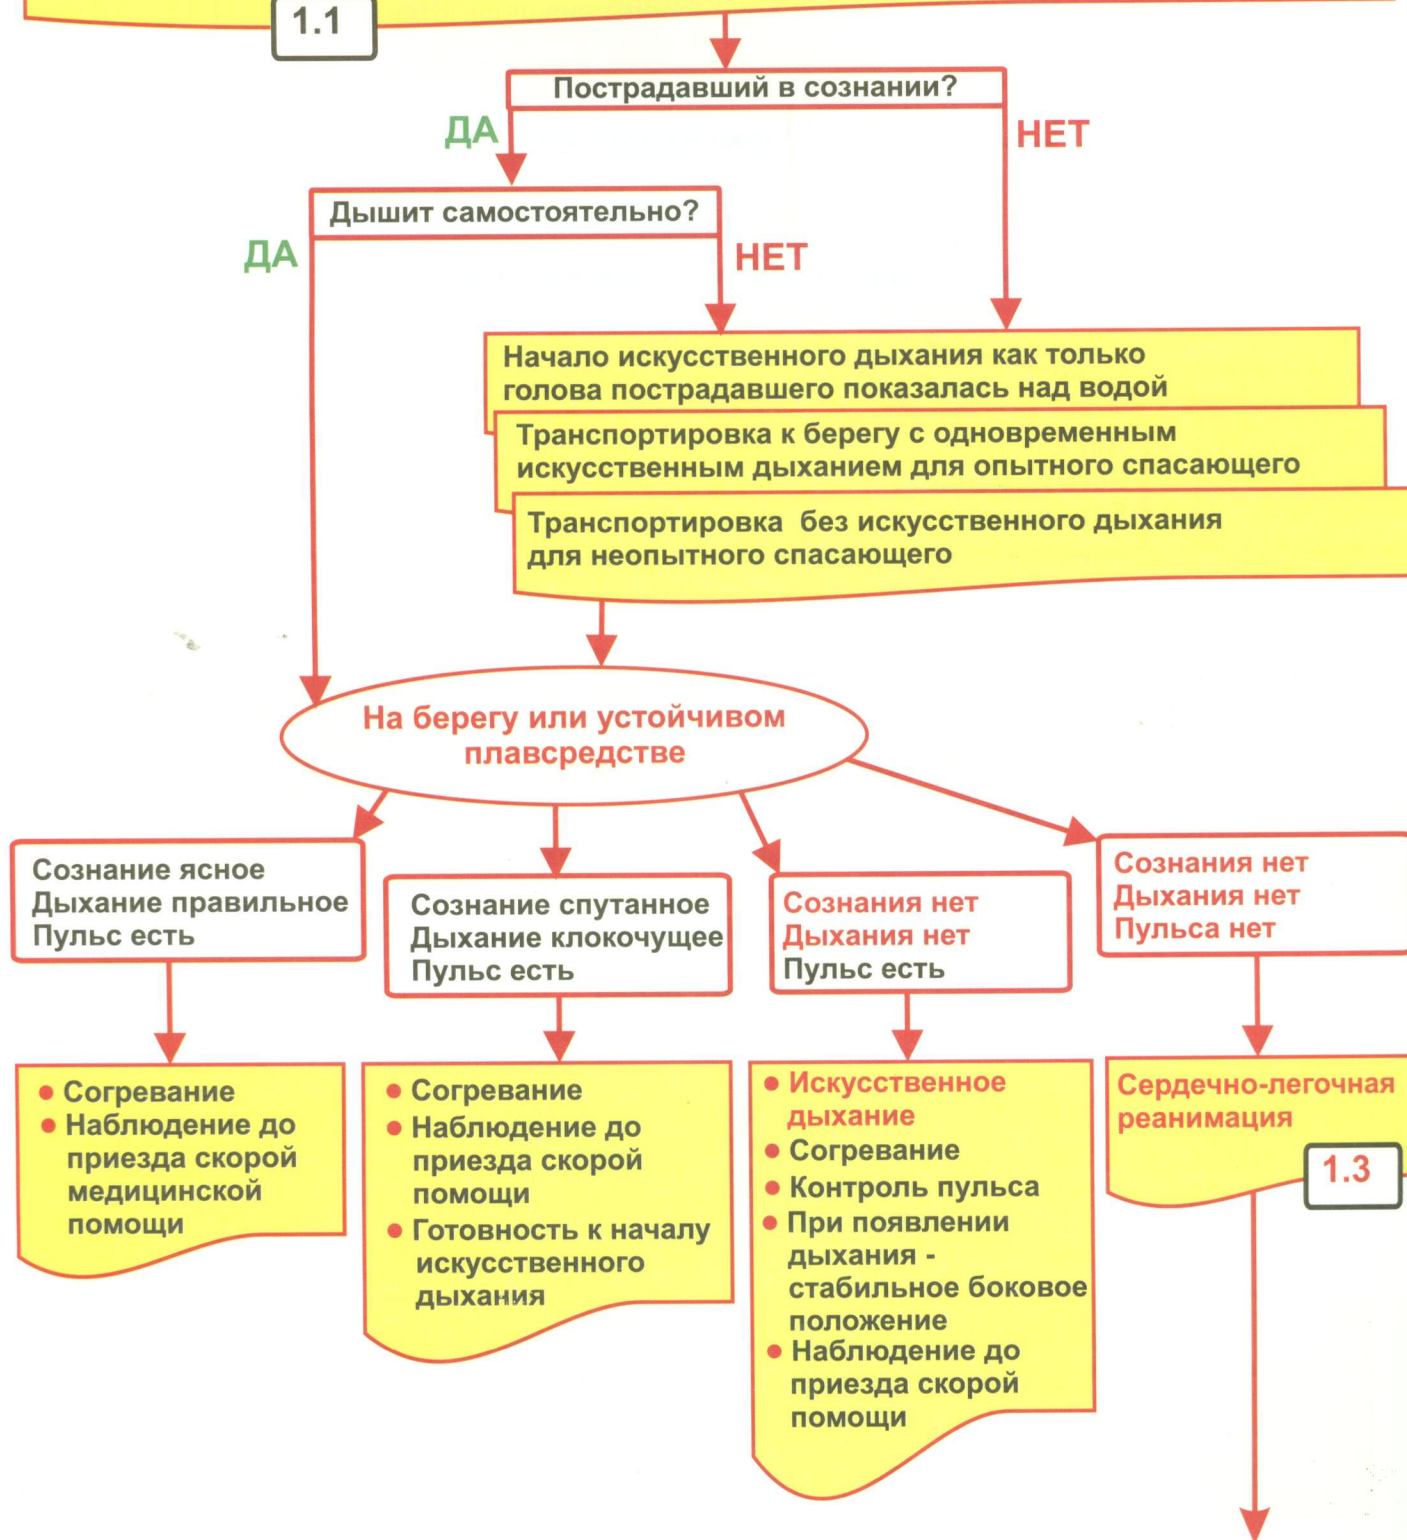 1.1
Пострадавший в сознании?
ДА
НЕТ
Дышит самостоятельно?
ДА
НЕТ
Начало искусственного дыхания как только
голова пострадавшего показалась над водой
Транспортировка к берегу с одновременным
искусственным дыханием для опытного спасающего
Транспортировка без искусственного дыхания
для неопытного спасающего
На берегу или устойчивом
плавсредстве
Сознание ясное
Дыхание правильное
Пульс есть
Сознание спутанное
Дыхание клокочущее
Пульс есть
Сознания нет
Дыхания нет
Пульс есть
Сознания нет
Дыхания нет
Пульса нет
• Согревание
• Наблюдение до
приезда скорой
медицинской
помощи
• Согревание
• Наблюдение до
приезда скорой
помощи
• Готовность к началу
искусственного
дыхания
• Искусственное
дыхание
• Согревание
• Контроль пульса
• При появлении
дыхания -
стабильное боковое
положение
• Наблюдение до
приезда скорой
помощи
Сердечно-легочная
реанимация
1.3